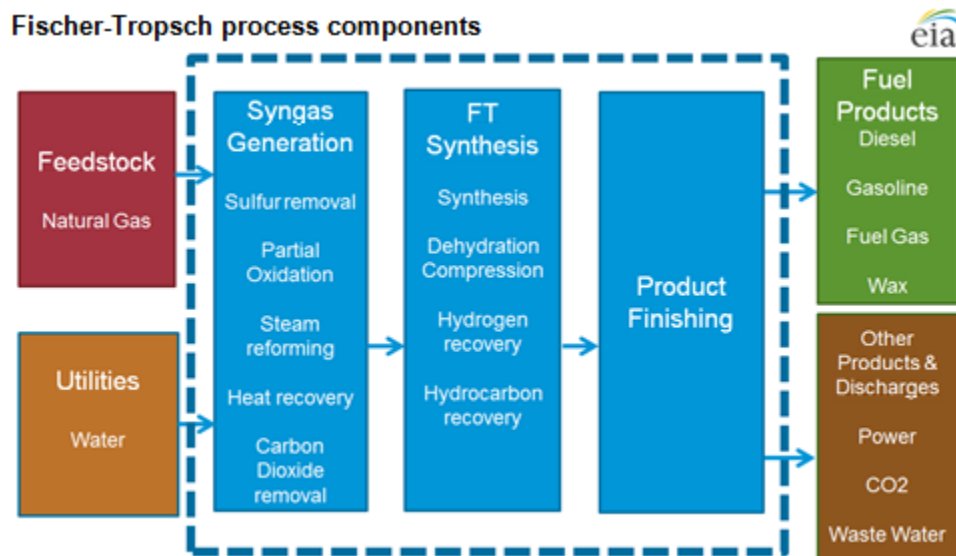 Fischer-Tropsch process components
eia
Feedstock
Natural Gas
Utilities
Water
Syngas
Generation
Sulfur removal
Partial
Oxidation
Steam
reforming
Heat recovery
Carbon
Dioxide
removal
FT
Synthesis
Synthesis
Dehydration
Compression
Hydrogen
recovery
Hydrocarbon
recovery
Product
Finishing
Fuel
Products
Diesel
Gasoline
Fuel Gas
Wax
Other
Products &
Discharges
Power
CO2
Waste Water